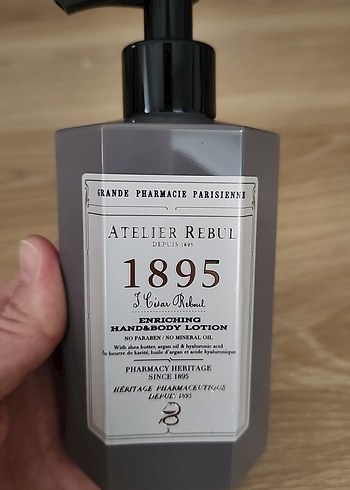 GRANDE PHARMACIE PARISIENNE
ATELIER REBUL
DEPUIS 1895
1895
J. César Reboul
ENRICHING
HAND&BODY LOTION
NO PARABEN / NO MINERAL OIL
With shea butter, argan oil & hyaluronic acid
Au beurre de karité, huile d'argan et acide hyaluronique
PHARMACY HERITAGE
SINCE 1895
HÉRITAGE PHARMACEUTIQUE
DEPUIS 1895